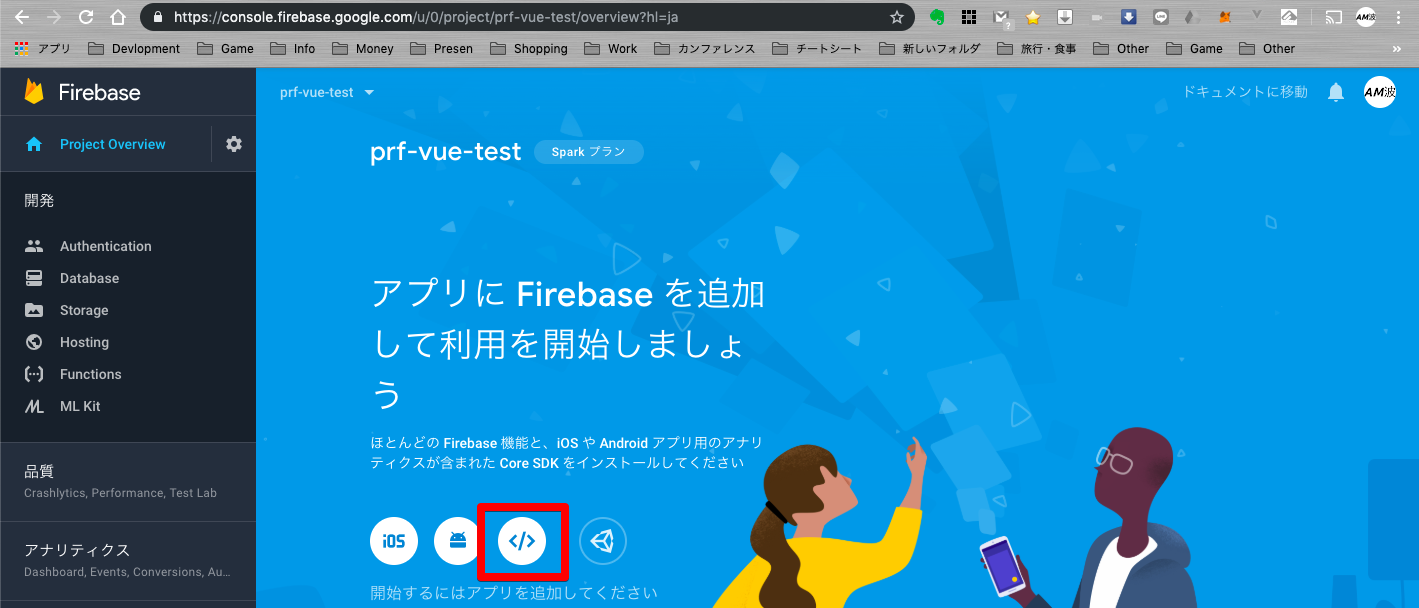 https://console.firebase.google.com/u/0/project/prf-vue-test/overview?hl=ja
アプリ Devlopment Game Info Money Presen Shopping Work カンファレンス チートシート 新しいフォルダ 旅行・食事 Other Game Other »
Firebase
prf-vue-test
ドキュメントに移動
AM波
Project Overview
prf-vue-test
Spark プラン
開発
Authentication
Database
Storage
Hosting
Functions
ML Kit
アプリに Firebase を追加
して利用を開始しましょ
う
ほとんどの Firebase 機能と、iOS や Android アプリ用のアナリ
ティクスが含まれた Core SDK をインストールしてください
品質
Crashlytics, Performance, Test Lab
iOS
</>
アナリティクス
Dashboard, Events, Conversions, Au...
開始するにはアプリを追加してください